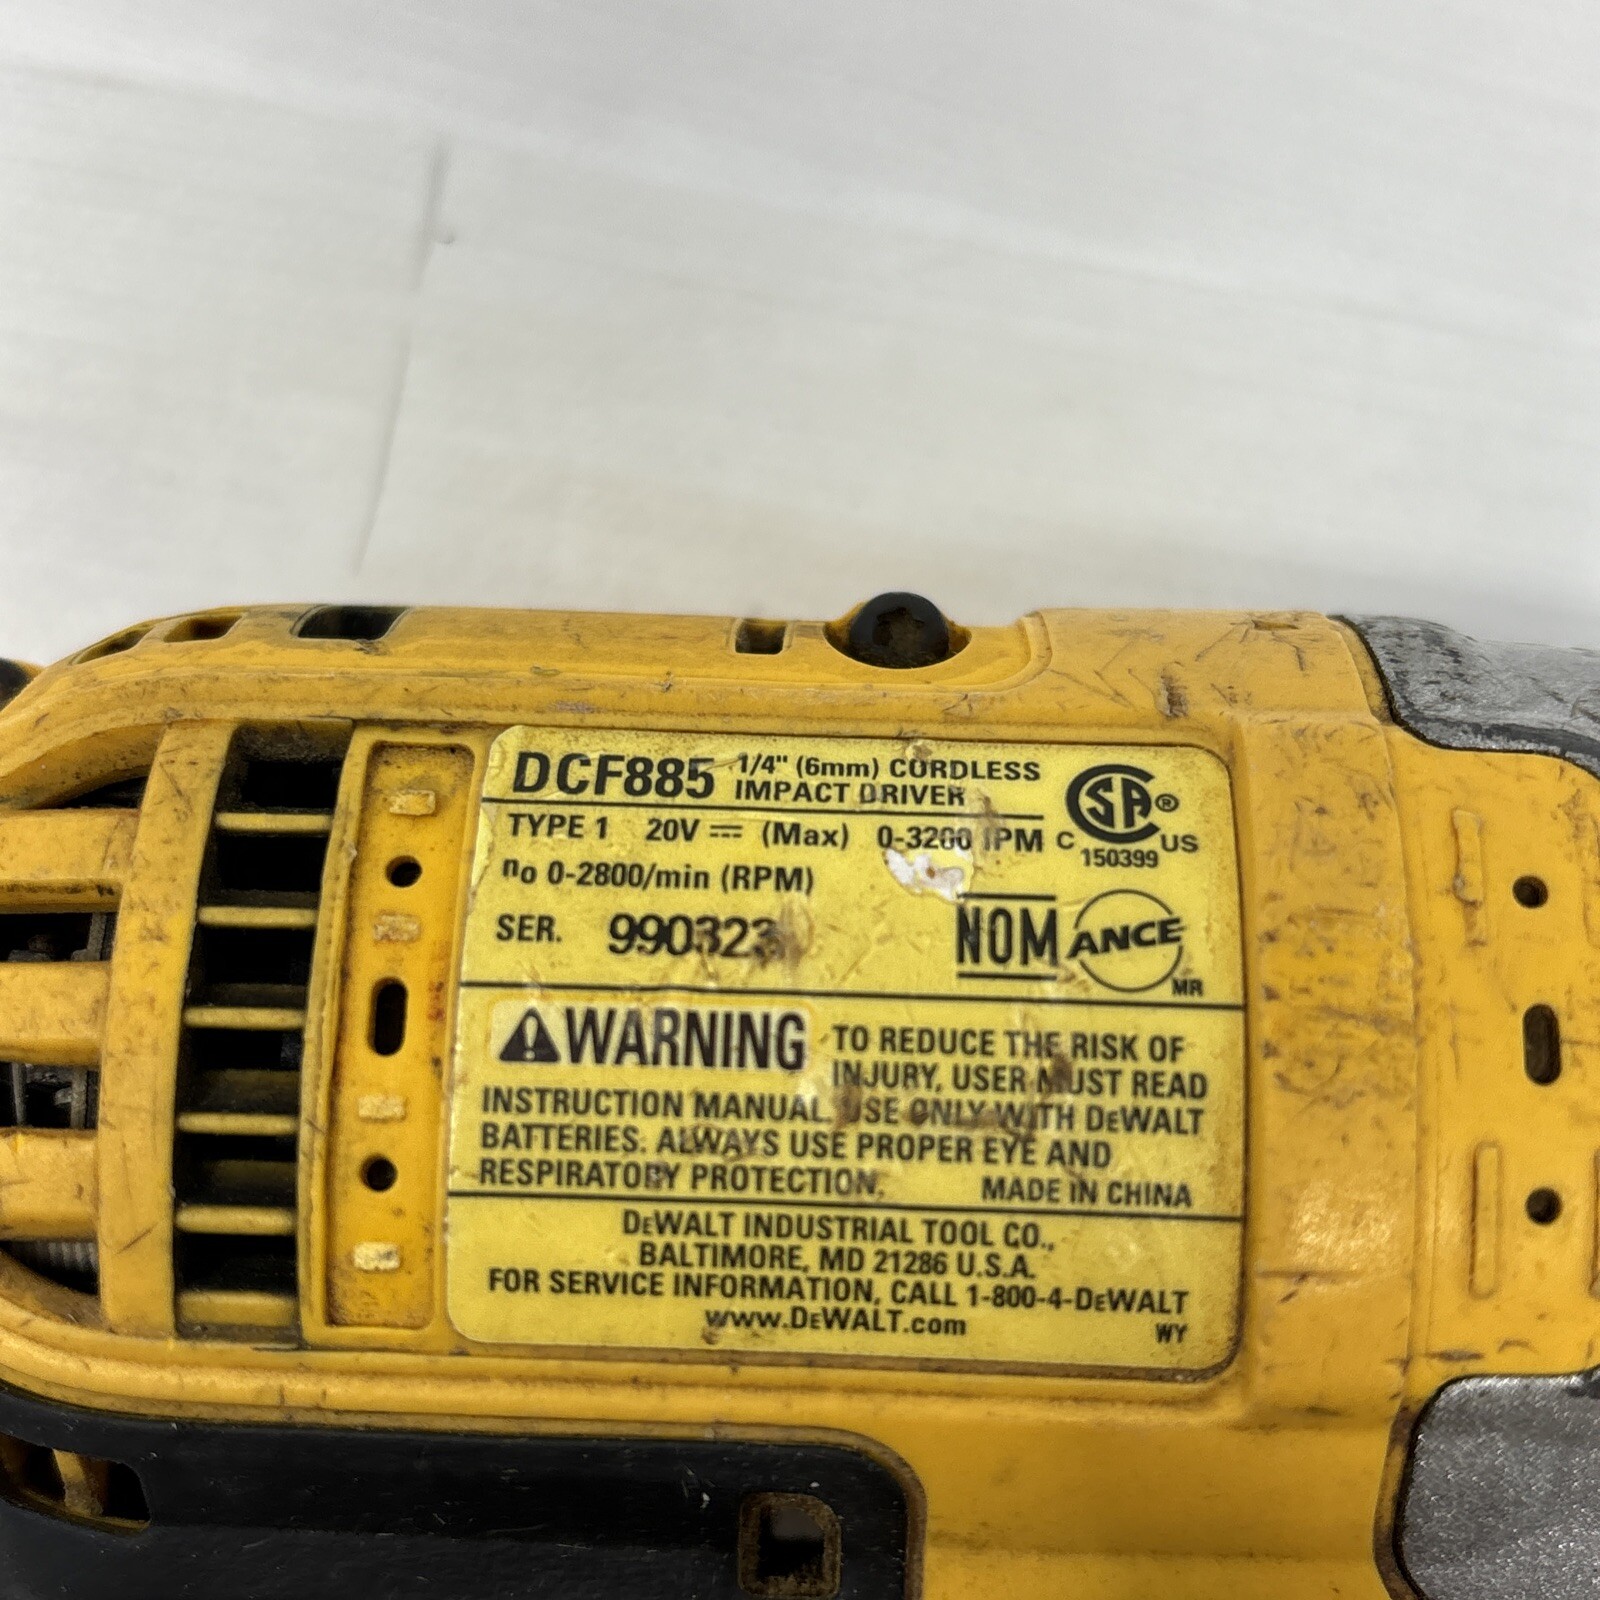 DCF885 1/4" (6mm) CORDLESS
IMPACT DRIVER
TYPE 1 20V ⎓ (Max) 0-3200 IPM
n₀ 0-2800/min (RPM)
SER. 990323
CSA®
C US
150399
NOM ANCE
MR
⚠WARNING TO REDUCE THE RISK OF
INJURY, USER MUST READ
INSTRUCTION MANUAL. USE ONLY WITH DEWALT
BATTERIES. ALWAYS USE PROPER EYE AND
RESPIRATORY PROTECTION. MADE IN CHINA
DEWALT INDUSTRIAL TOOL CO.,
BALTIMORE, MD 21286 U.S.A.
FOR SERVICE INFORMATION, CALL 1-800-4-DEWALT
www.DEWALT.com
WY